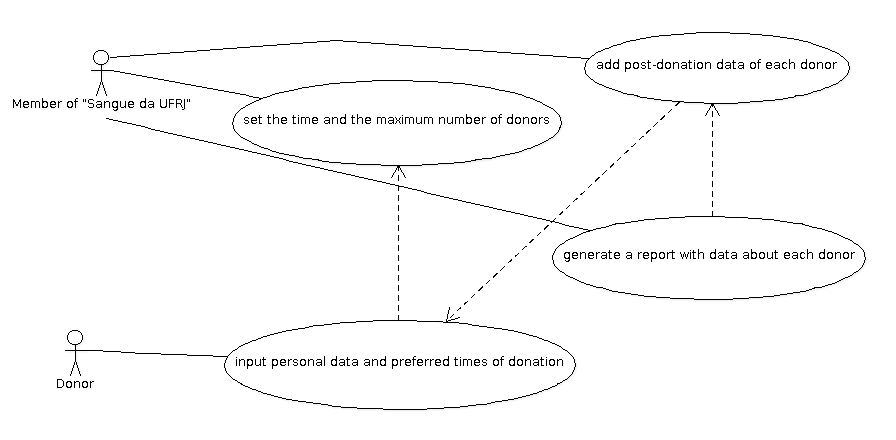 add post-donation data of each donor
Member of "Sangue da UFRJ"
set the time and the maximum number of donors
generate a report with data about each donor
input personal data and preferred times of donation
Donor